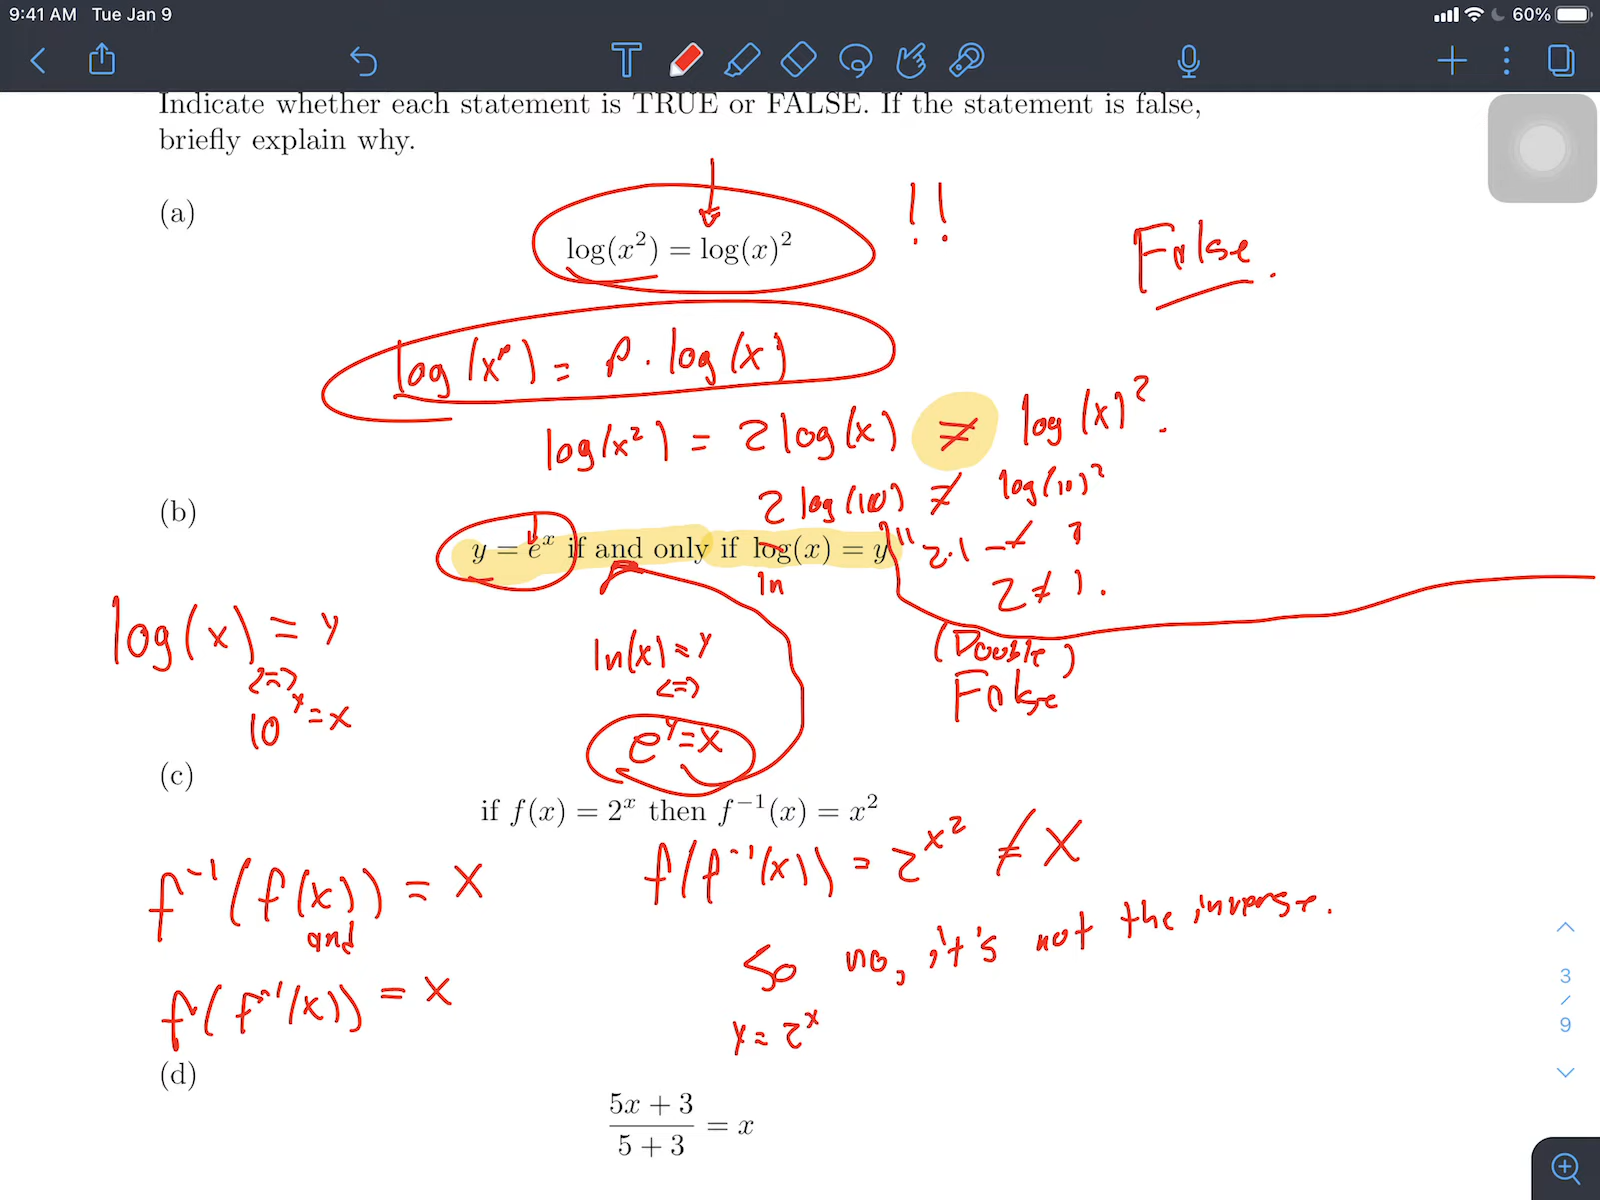 9:41 AM Tue Jan 9
60%
Indicate whether each statement is TRUE or FALSE. If the statement is false,
briefly explain why.
(a)
log(x²) = log(x)²
!!
False.
log(x^p) = p · log(x)
log(x²) = 2 log(x) ≠ log(x)².
2 log(10) ≠ log(10)²
(b)
y = eˣ if and only if log(x) = y
ln
2·1 ≠
2 ≠ 1.
(Double)
False
log(x) = y
<=>
10^y = x
ln(x) = y
<=>
e^y = x
(c)
if f(x) = 2ˣ then f⁻¹(x) = x²
f⁻¹(f(x)) = x
and
f(f⁻¹(x)) = x
f(f⁻¹(x)) = 2^x² ≠ x
So no, it's not the inverse.
y = 2ˣ
(d)
5x + 3
5 + 3
= x
3
/
9